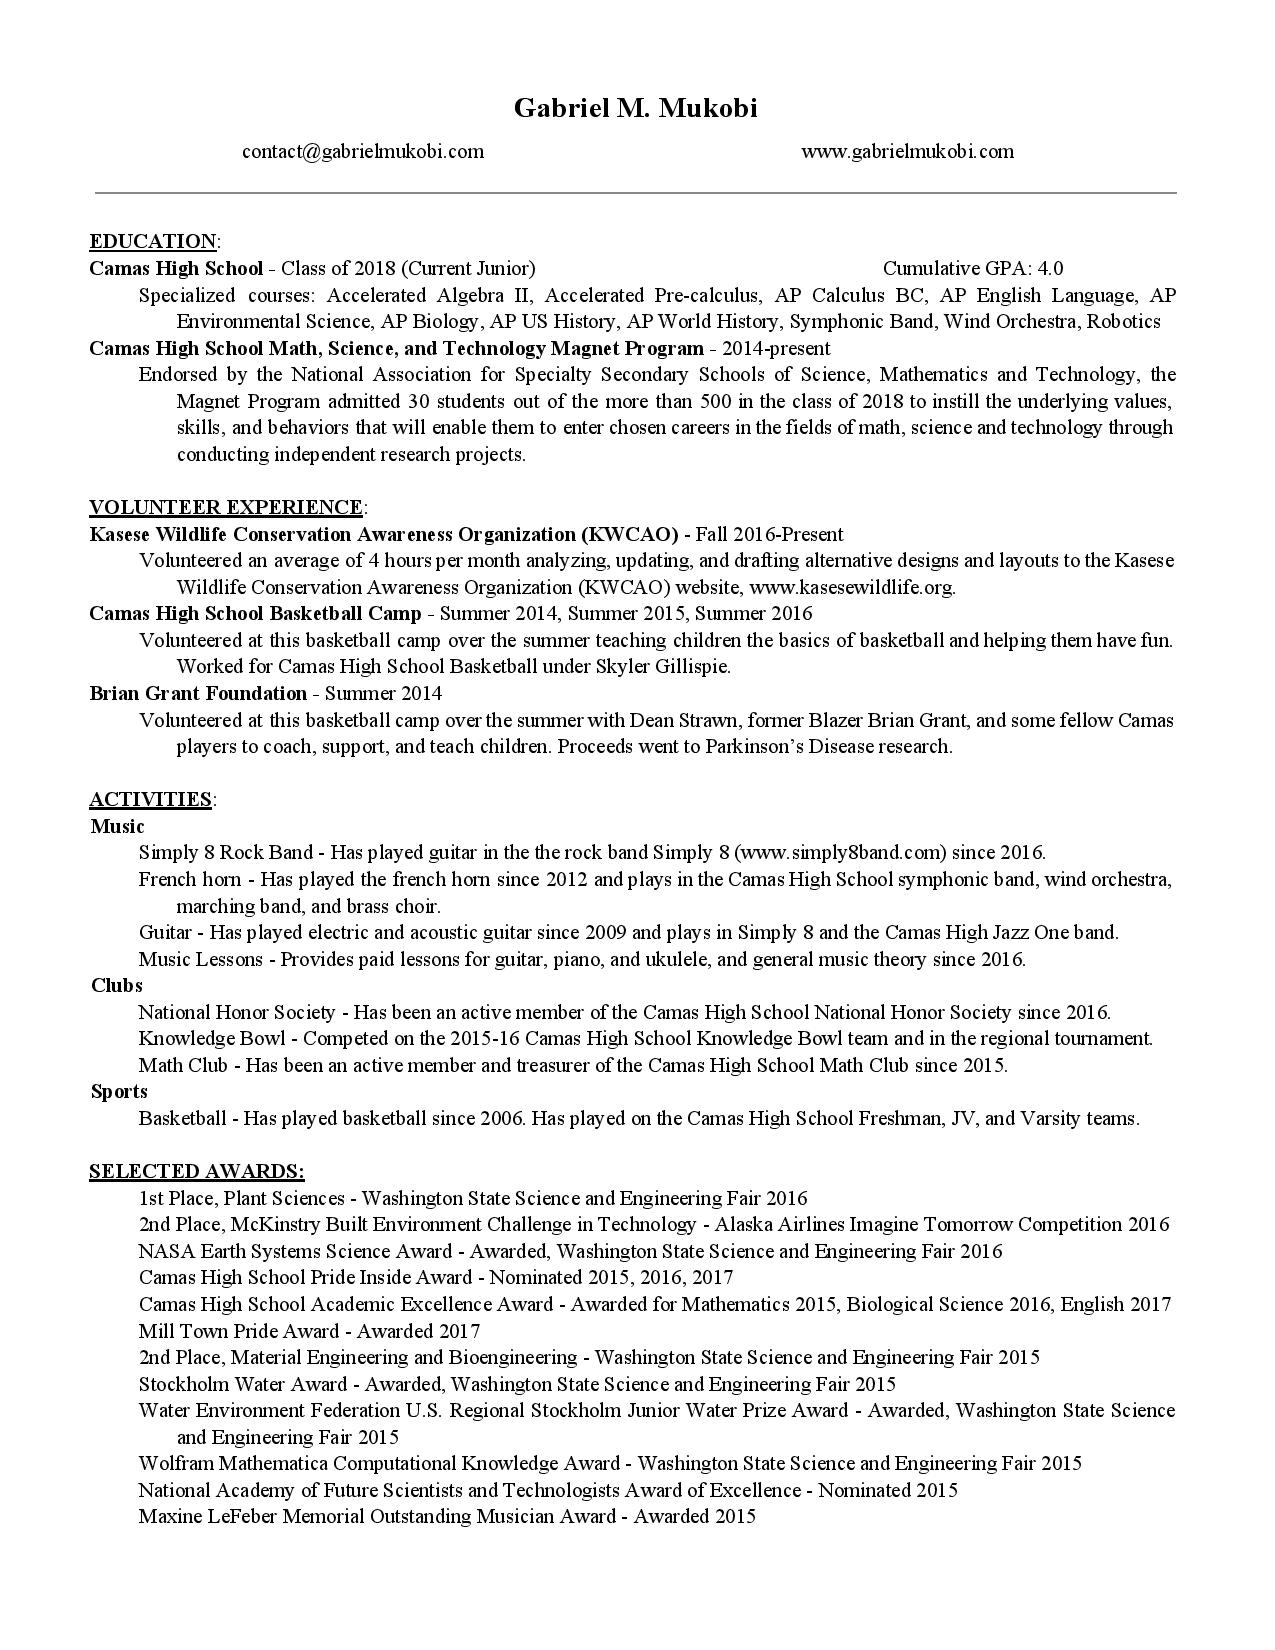 Gabriel M. Mukobi
contact@gabrielmukobi.com www.gabrielmukobi.com
EDUCATION:
Camas High School - Class of 2018 (Current Junior) Cumulative GPA: 4.0
Specialized courses: Accelerated Algebra II, Accelerated Pre-calculus, AP Calculus BC, AP English Language, AP
Environmental Science, AP Biology, AP US History, AP World History, Symphonic Band, Wind Orchestra, Robotics
Camas High School Math, Science, and Technology Magnet Program - 2014-present
Endorsed by the National Association for Specialty Secondary Schools of Science, Mathematics and Technology, the
Magnet Program admitted 30 students out of the more than 500 in the class of 2018 to instill the underlying values,
skills, and behaviors that will enable them to enter chosen careers in the fields of math, science and technology through
conducting independent research projects.
VOLUNTEER EXPERIENCE:
Kasese Wildlife Conservation Awareness Organization (KWCAO) - Fall 2016-Present
Volunteered an average of 4 hours per month analyzing, updating, and drafting alternative designs and layouts to the Kasese
Wildlife Conservation Awareness Organization (KWCAO) website, www.kasesewildlife.org.
Camas High School Basketball Camp - Summer 2014, Summer 2015, Summer 2016
Volunteered at this basketball camp over the summer teaching children the basics of basketball and helping them have fun.
Worked for Camas High School Basketball under Skyler Gillispie.
Brian Grant Foundation - Summer 2014
Volunteered at this basketball camp over the summer with Dean Strawn, former Blazer Brian Grant, and some fellow Camas
players to coach, support, and teach children. Proceeds went to Parkinson's Disease research.
ACTIVITIES:
Music
Simply 8 Rock Band - Has played guitar in the the rock band Simply 8 (www.simply8band.com) since 2016.
French horn - Has played the french horn since 2012 and plays in the Camas High School symphonic band, wind orchestra,
marching band, and brass choir.
Guitar - Has played electric and acoustic guitar since 2009 and plays in Simply 8 and the Camas High Jazz One band.
Music Lessons - Provides paid lessons for guitar, piano, and ukulele, and general music theory since 2016.
Clubs
National Honor Society - Has been an active member of the Camas High School National Honor Society since 2016.
Knowledge Bowl - Competed on the 2015-16 Camas High School Knowledge Bowl team and in the regional tournament.
Math Club - Has been an active member and treasurer of the Camas High School Math Club since 2015.
Sports
Basketball - Has played basketball since 2006. Has played on the Camas High School Freshman, JV, and Varsity teams.
SELECTED AWARDS:
1st Place, Plant Sciences - Washington State Science and Engineering Fair 2016
2nd Place, McKinstry Built Environment Challenge in Technology - Alaska Airlines Imagine Tomorrow Competition 2016
NASA Earth Systems Science Award - Awarded, Washington State Science and Engineering Fair 2016
Camas High School Pride Inside Award - Nominated 2015, 2016, 2017
Camas High School Academic Excellence Award - Awarded for Mathematics 2015, Biological Science 2016, English 2017
Mill Town Pride Award - Awarded 2017
2nd Place, Material Engineering and Bioengineering - Washington State Science and Engineering Fair 2015
Stockholm Water Award - Awarded, Washington State Science and Engineering Fair 2015
Water Environment Federation U.S. Regional Stockholm Junior Water Prize Award - Awarded, Washington State Science
and Engineering Fair 2015
Wolfram Mathematica Computational Knowledge Award - Washington State Science and Engineering Fair 2015
National Academy of Future Scientists and Technologists Award of Excellence - Nominated 2015
Maxine LeFeber Memorial Outstanding Musician Award - Awarded 2015